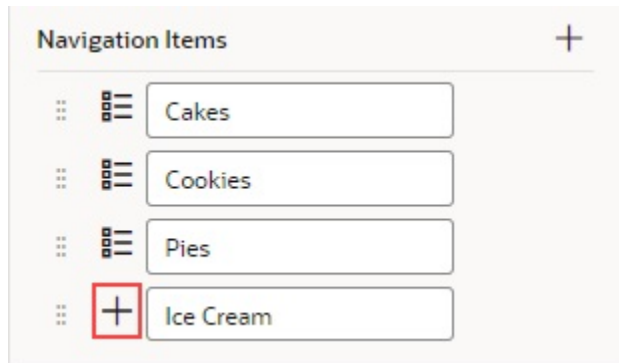 Navigation Items
Cakes
Cookies
Pies
Ice Cream